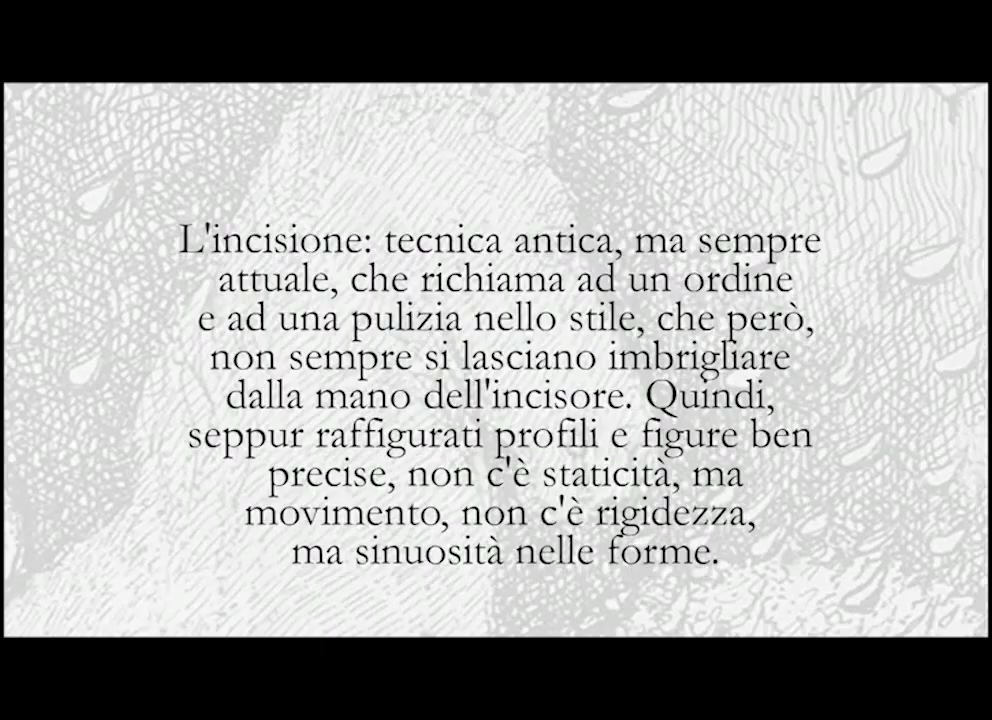 L'incisione: tecnica antica, ma sempre
attuale, che richiama ad un ordine
e ad una pulizia nello stile, che però,
non sempre si lasciano imbrigliare
dalla mano dell'incisore. Quindi,
seppur raffigurati profili e figure ben
precise, non c'è staticità, ma
movimento, non c'è rigidezza,
ma sinuosità nelle forme.